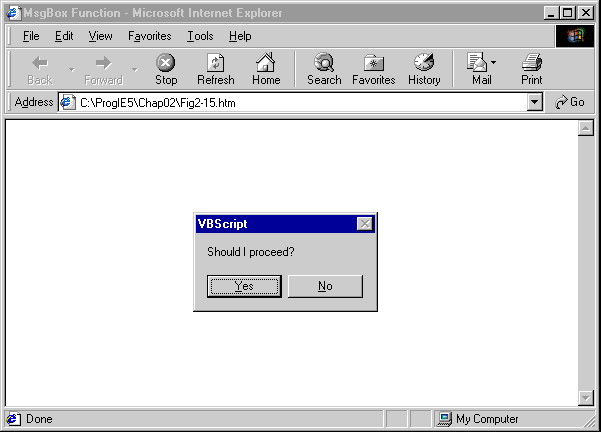 MsgBox Function - Microsoft Internet Explorer
File Edit View Favorites Tools Help
Back Forward Stop Refresh Home Search Favorites History Mail Print
Address C:\ProgIE5\Chap02\Fig2-15.htm Go
VBScript
Should I proceed?
Yes No
Done My Computer